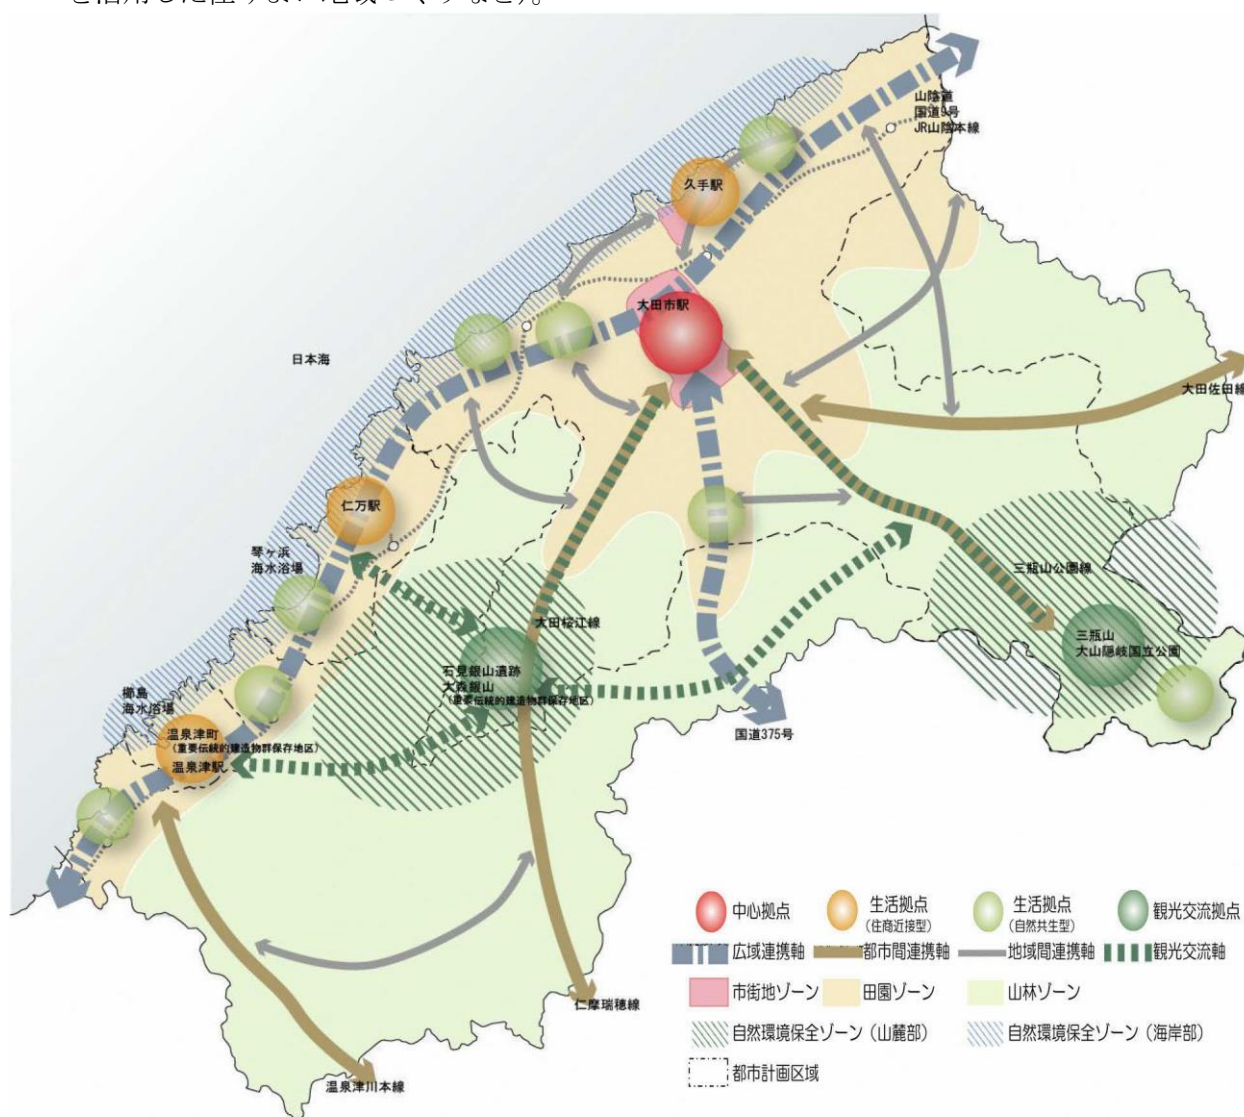 山陰道
国道9号
JR山陰本線
久手駅
大田市駅
日本海
大田佐田線
仁万駅
琴ヶ浜
海水浴場
三瓶山公園線
大田桜江線
三瓶山
大山隠岐国立公園
石見銀山遺跡
大森銀山
(重要伝統的建造物群保存地区)
櫛島
海水浴場
温泉津町
(重要伝統的建造物群保存地区)
温泉津駅
国道375号
仁摩瑞穂線
温泉津川本線
中心拠点
生活拠点
(住商近接型)
生活拠点
(自然共生型)
観光交流拠点
広域連携軸
都市間連携軸
地域間連携軸
観光交流軸
市街地ゾーン
田園ゾーン
山林ゾーン
自然環境保全ゾーン(山麓部)
自然環境保全ゾーン(海岸部)
都市計画区域